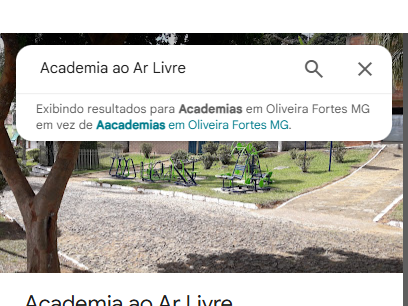 Academia ao Ar Livre
Exibindo resultados para Academias em Oliveira Fortes MG
em vez de Aacademias em Oliveira Fortes MG.
Academia ao Ar Livre